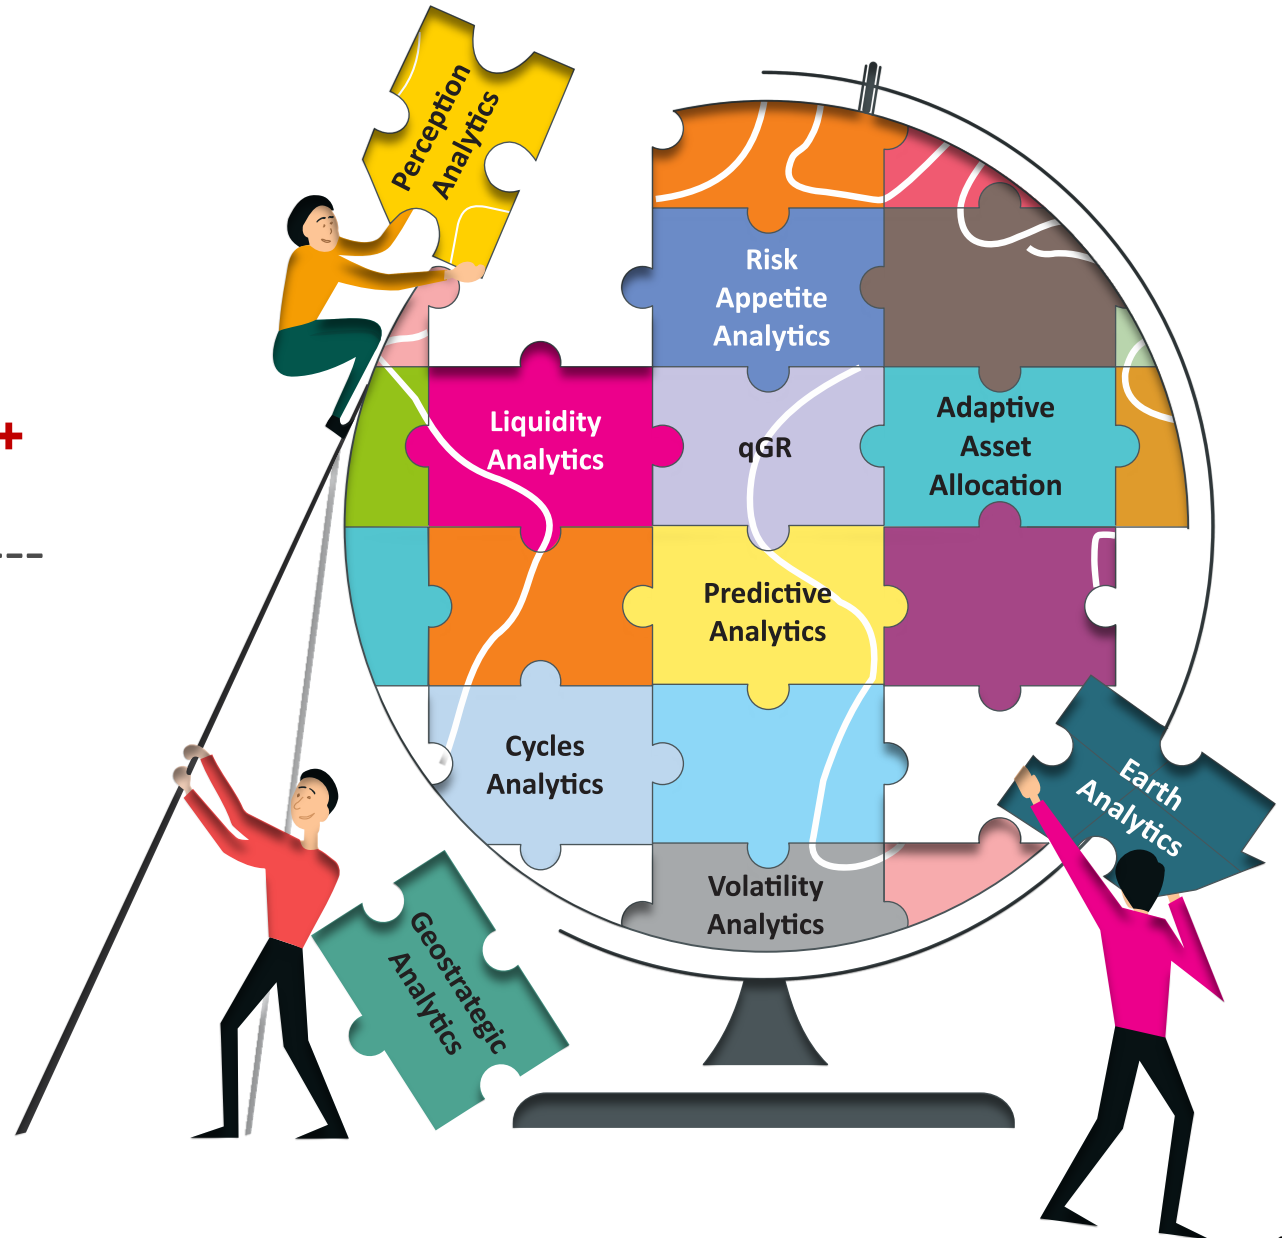 Perception
Analytics
Risk
Appetite
Analytics
Liquidity
Analytics
qGR
Adaptive
Asset
Allocation
+
---
Predictive
Analytics
Cycles
Analytics
Earth
Analytics
Volatility
Analytics
Geostrategic
Analytics